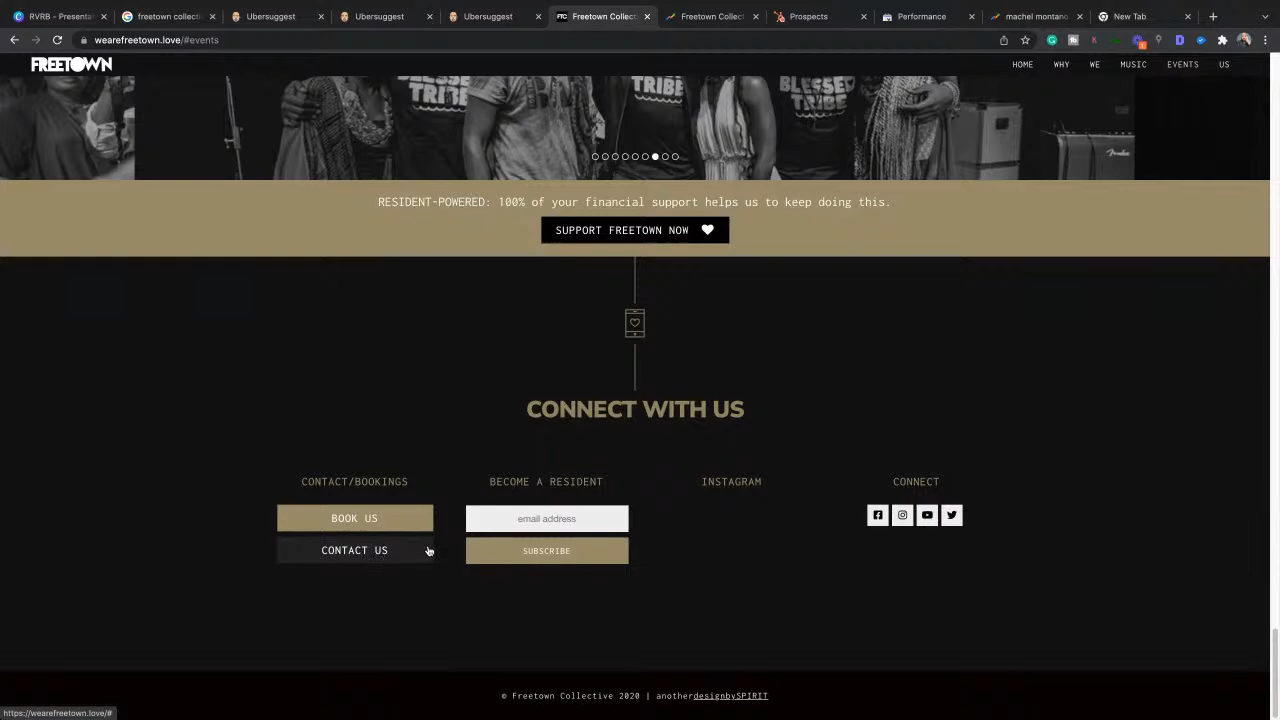 RVRB - Presenta
freetown collecti
Ubersuggest
Ubersuggest
Ubersuggest
FTC
Freetown Collec
Freetown Collect
Prospects
Performance
machel montano
New Tab
wearefreetown.love/#events
FREETOWN
HOME WHY WE MUSIC EVENTS US
BLESSED TRIBE
TRIBE
BLESSED TRIBE
Fender
RESIDENT-POWERED: 100% of your financial support helps us to keep doing this.
SUPPORT FREETOWN NOW
CONNECT WITH US
CONTACT/BOOKINGS BECOME A RESIDENT INSTAGRAM CONNECT
BOOK US email address
CONTACT US SUBSCRIBE
© Freetown Collective 2020 | anotherdesignbySPIRIT
https://wearefreetown.love/#